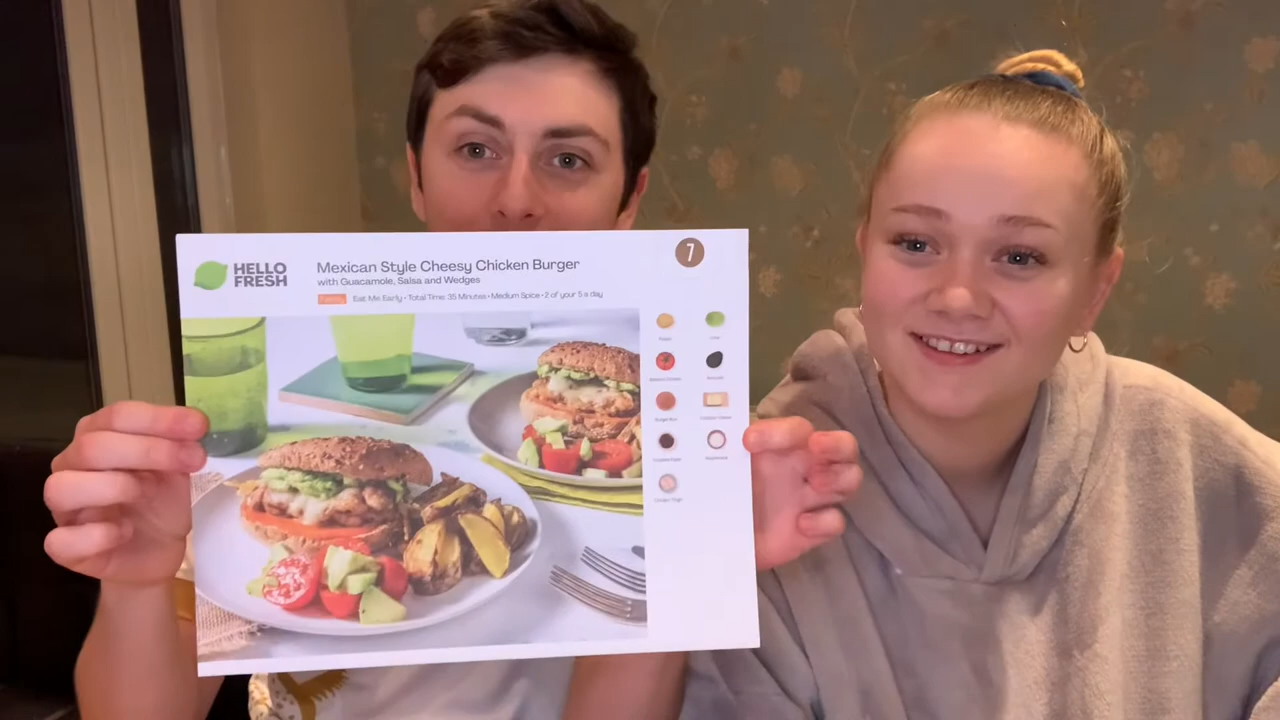 HELLO
FRESH
Mexican Style Cheesy Chicken Burger
with Guacamole, Salsa and Wedges
Family Eat Me Early • Total Time: 35 Minutes • Medium Spice • 2 of your 5 a day
7